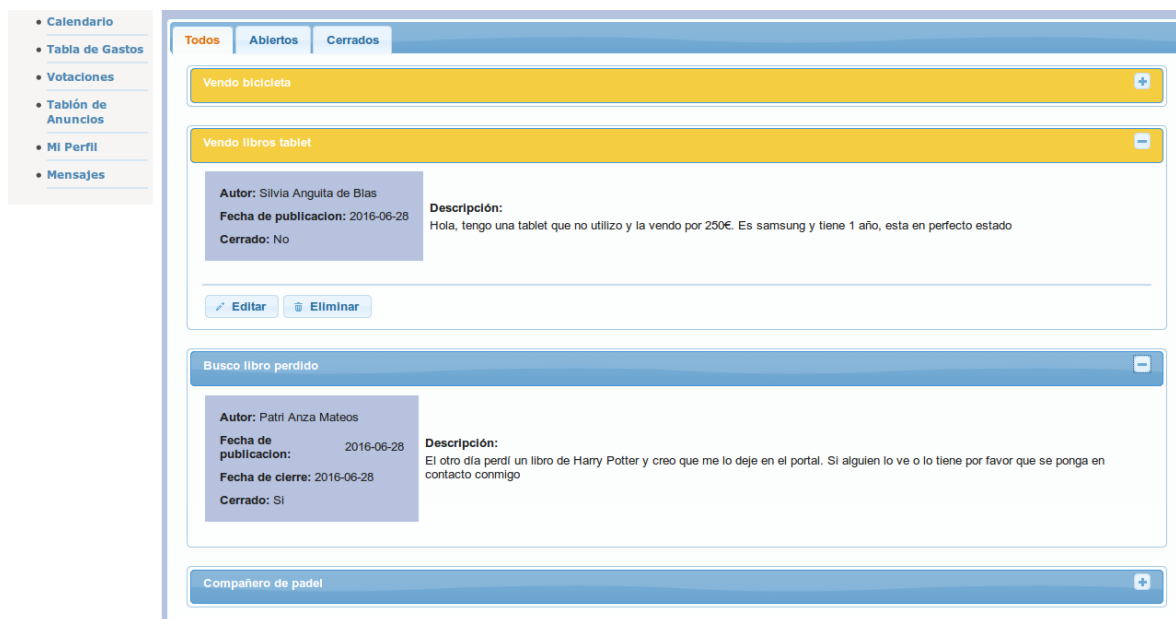 Calendario
Tabla de Gastos
Votaciones
Tablón de
Anuncios
Mi Perfil
Mensajes
Todos Abiertos Cerrados
Vendo bicicleta
Vendo libros tablet
Autor: Silvia Anguita de Blas
Fecha de publicacion: 2016-06-28
Cerrado: No
Descripción:
Hola, tengo una tablet que no utilizo y la vendo por 250€. Es samsung y tiene 1 año, esta en perfecto estado
Editar Eliminar
Busco libro perdido
Autor: Patri Anza Mateos
Fecha de
publicacion: 2016-06-28
Fecha de cierre: 2016-06-28
Cerrado: Si
Descripción:
El otro día perdí un libro de Harry Potter y creo que me lo deje en el portal. Si alguien lo ve o lo tiene por favor que se ponga en
contacto conmigo
Compañero de padel